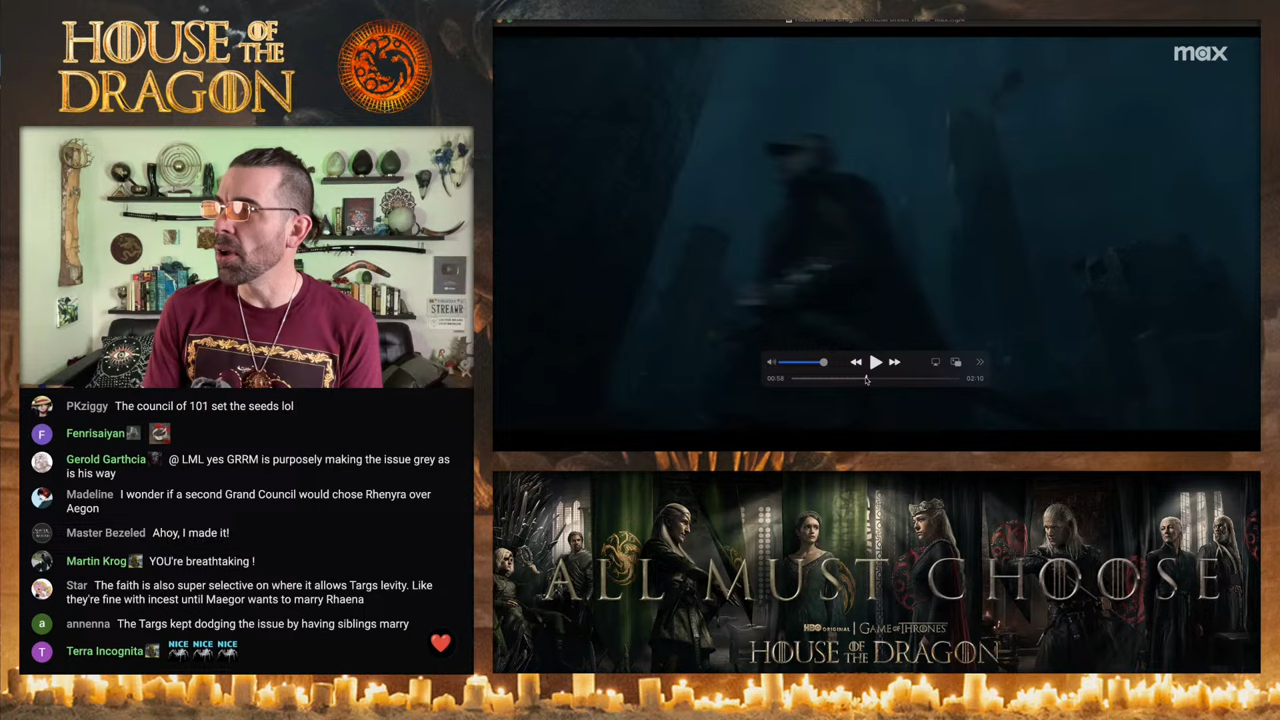 HOUSE OF THE
DRAGON
max
00:58
02:10
STREAWR
PKziggy The council of 101 set the seeds lol
Fenrisaiyan
Gerold Garthcia @ LML yes GRRM is purposely making the issue grey as
is his way
Madeline I wonder if a second Grand Council would chose Rhenyra over
Aegon
Master Bezeled Ahoy, I made it!
Martin Krog YOU're breathtaking !
Star The faith is also super selective on where it allows Targs levity. Like
they're fine with incest until Maegor wants to marry Rhaena
annenna The Targs kept dodging the issue by having siblings marry
Terra Incognita NICE NICE NICE
ALL MUST CHOOSE
HBO ORIGINAL | GAME OF THRONES
HOUSE OF THE DRAGON